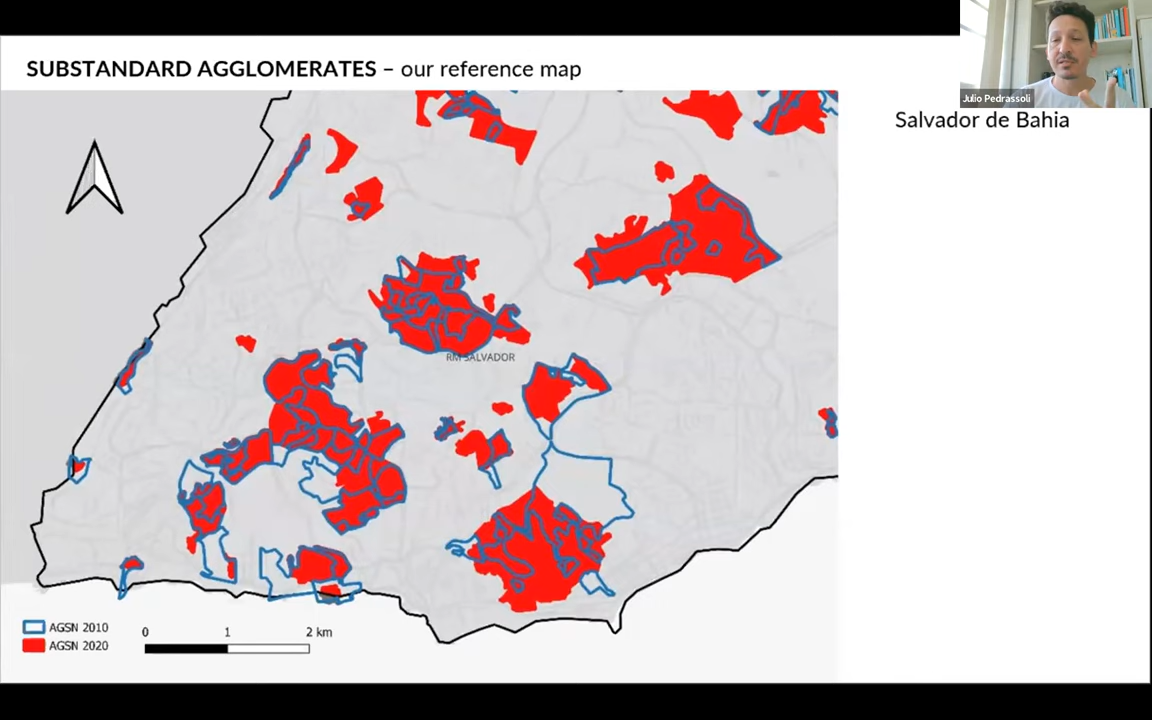 SUBSTANDARD AGGLOMERATES – our reference map
Julio Pedrassoli
Salvador de Bahia
RM SALVADOR
AGSN 2010
AGSN 2020
0 1 2 km